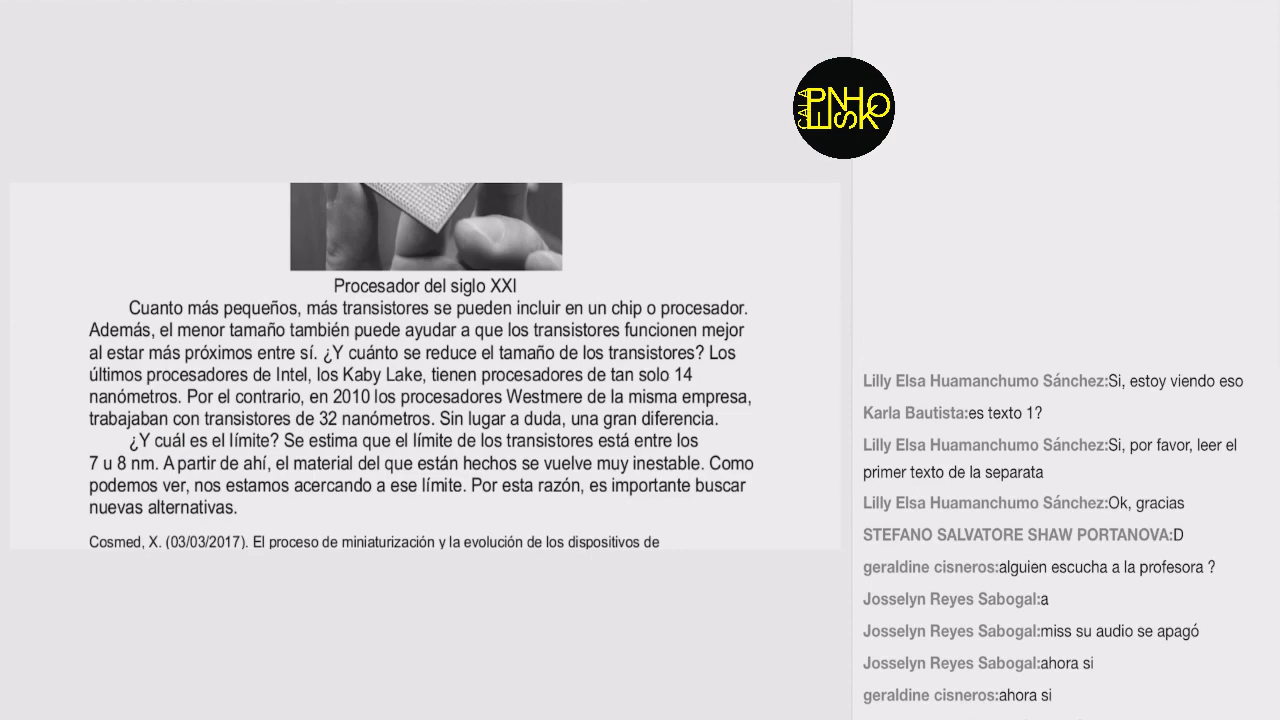 CALA
PENHSKO
Procesador del siglo XXI
Cuanto más pequeños, más transistores se pueden incluir en un chip o procesador.
Además, el menor tamaño también puede ayudar a que los transistores funcionen mejor
al estar más próximos entre sí. ¿Y cuánto se reduce el tamaño de los transistores? Los
últimos procesadores de Intel, los Kaby Lake, tienen procesadores de tan solo 14
nanómetros. Por el contrario, en 2010 los procesadores Westmere de la misma empresa,
trabajaban con transistores de 32 nanómetros. Sin lugar a duda, una gran diferencia.
¿Y cuál es el límite? Se estima que el límite de los transistores está entre los
7 u 8 nm. A partir de ahí, el material del que están hechos se vuelve muy inestable. Como
podemos ver, nos estamos acercando a ese límite. Por esta razón, es importante buscar
nuevas alternativas.
Cosmed, X. (03/03/2017). El proceso de miniaturización y la evolución de los dispositivos de
Lilly Elsa Huamanchumo Sánchez:Si, estoy viendo eso
Karla Bautista:es texto 1?
Lilly Elsa Huamanchumo Sánchez:Si, por favor, leer el
primer texto de la separata
Lilly Elsa Huamanchumo Sánchez:Ok, gracias
STEFANO SALVATORE SHAW PORTANOVA:D
geraldine cisneros:alguien escucha a la profesora ?
Josselyn Reyes Sabogal:a
Josselyn Reyes Sabogal:miss su audio se apagó
Josselyn Reyes Sabogal:ahora si
geraldine cisneros:ahora si